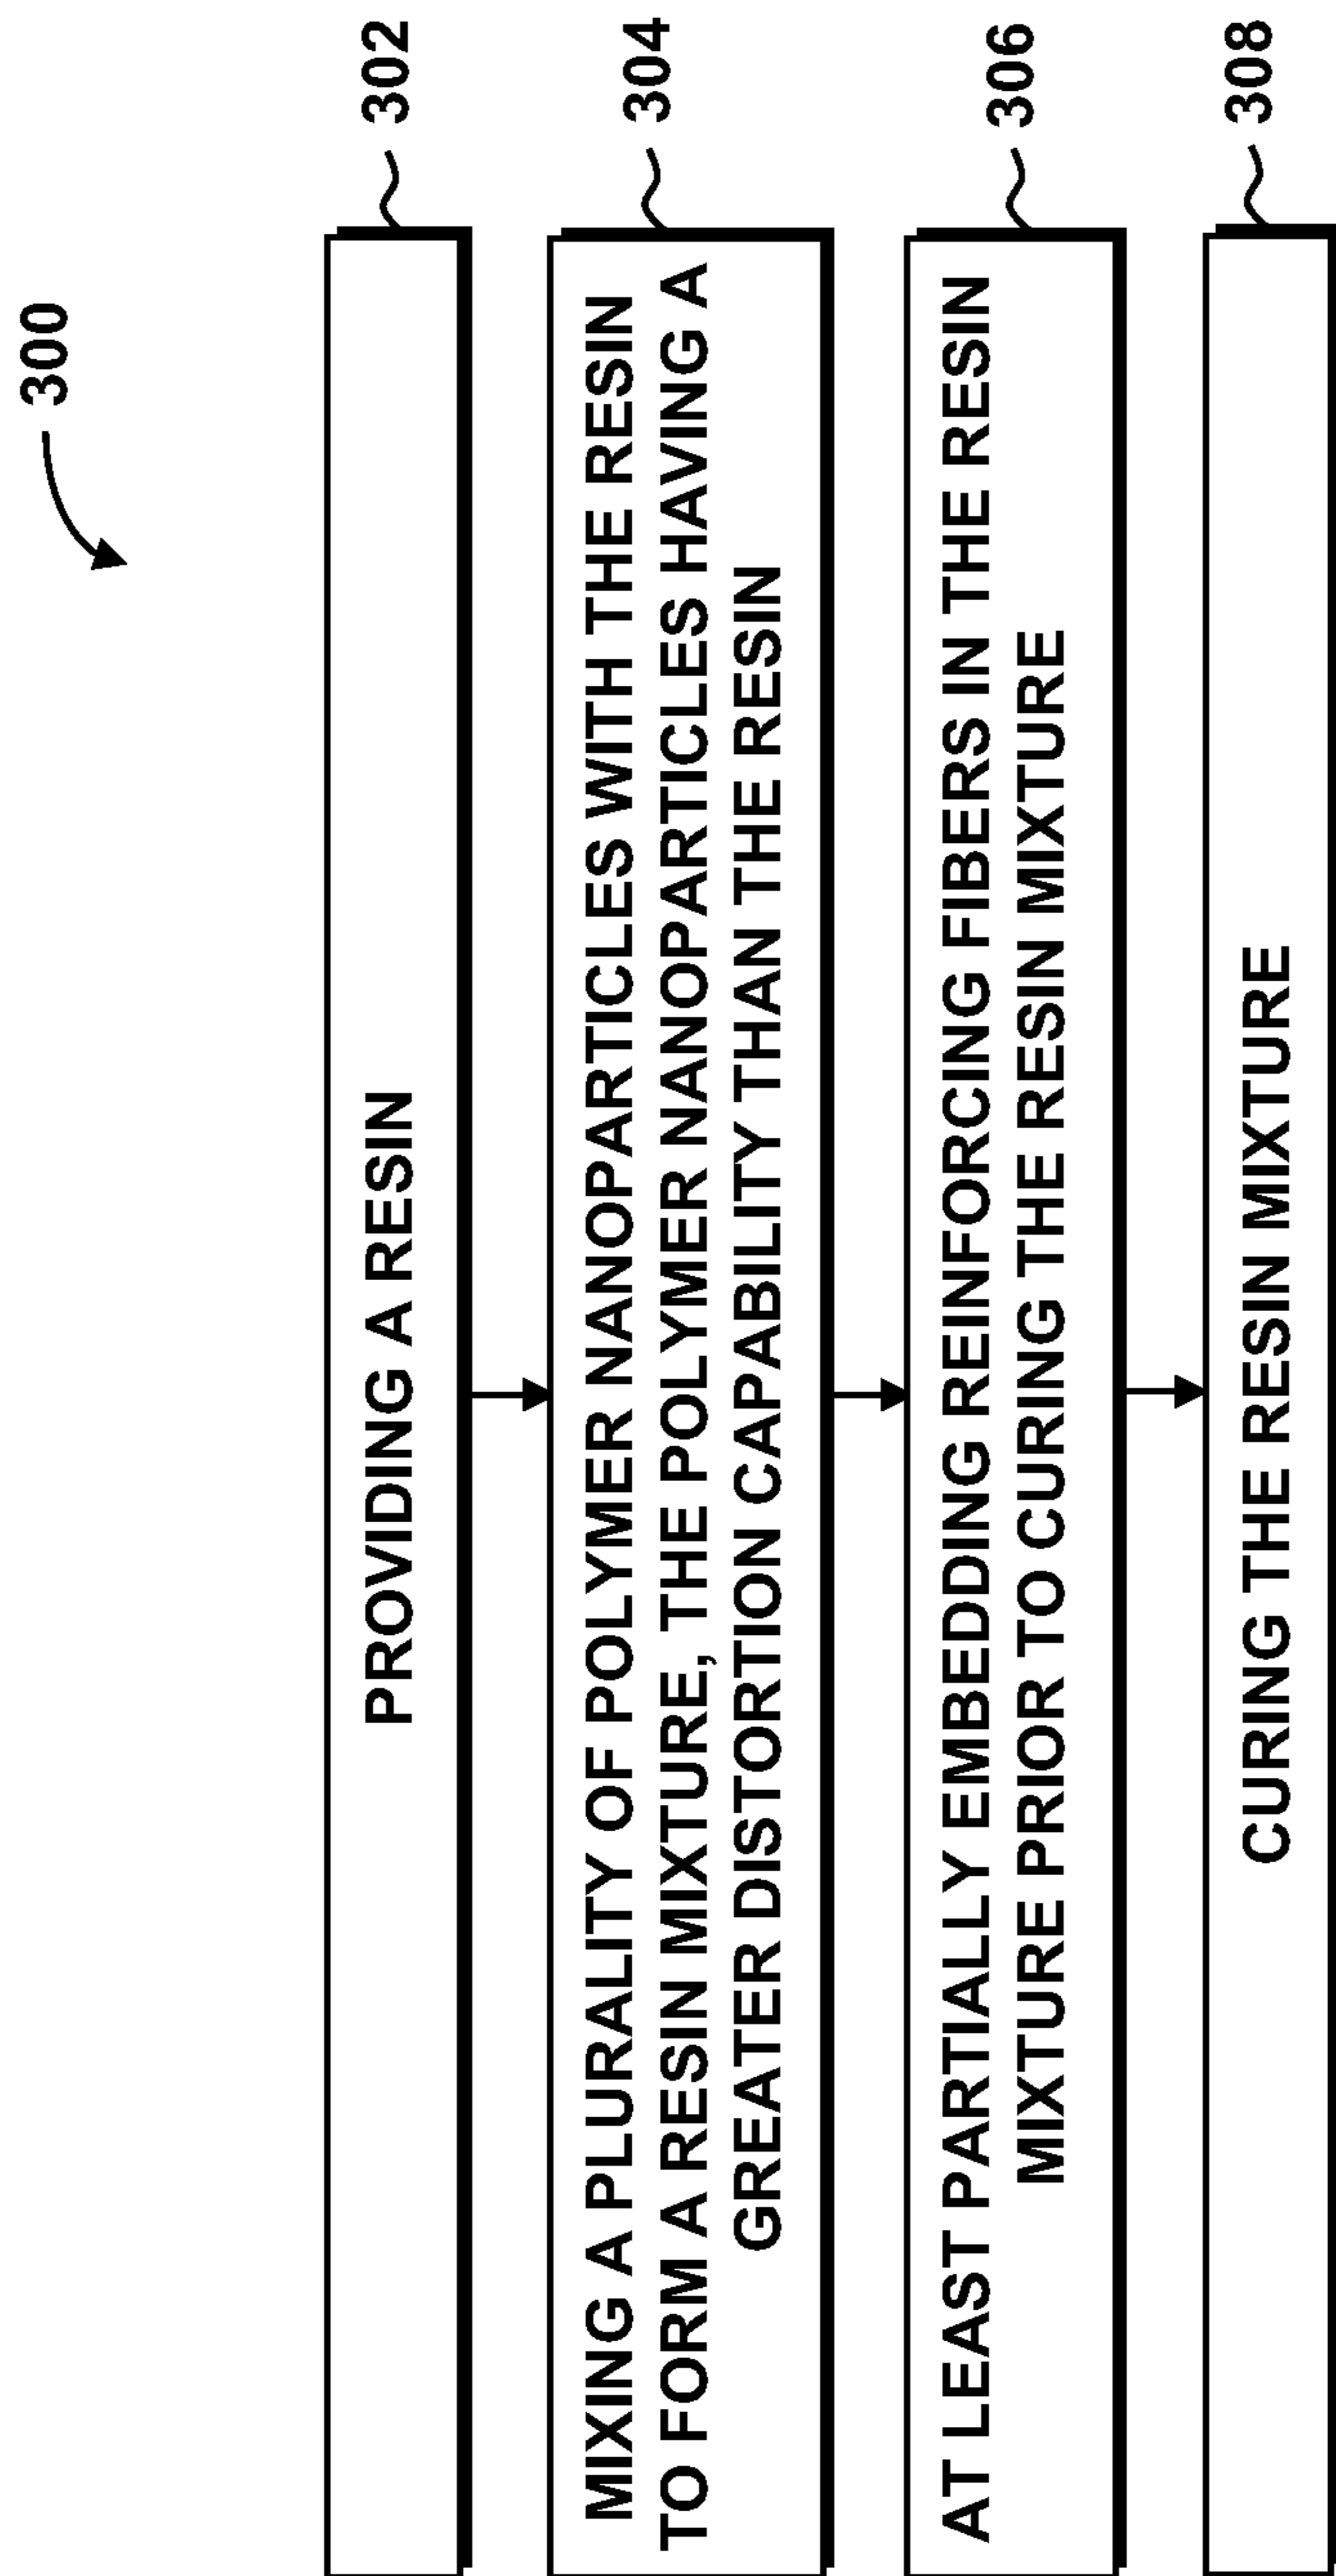 300
PROVIDING A RESIN
302
MIXING A PLURALITY OF POLYMER NANOPARTICLES WITH THE RESIN
TO FORM A RESIN MIXTURE, THE POLYMER NANOPARTICLES HAVING A
GREATER DISTORTION CAPABILITY THAN THE RESIN
304
AT LEAST PARTIALLY EMBEDDING REINFORCING FIBERS IN THE RESIN
MIXTURE PRIOR TO CURING THE RESIN MIXTURE
306
CURING THE RESIN MIXTURE
308